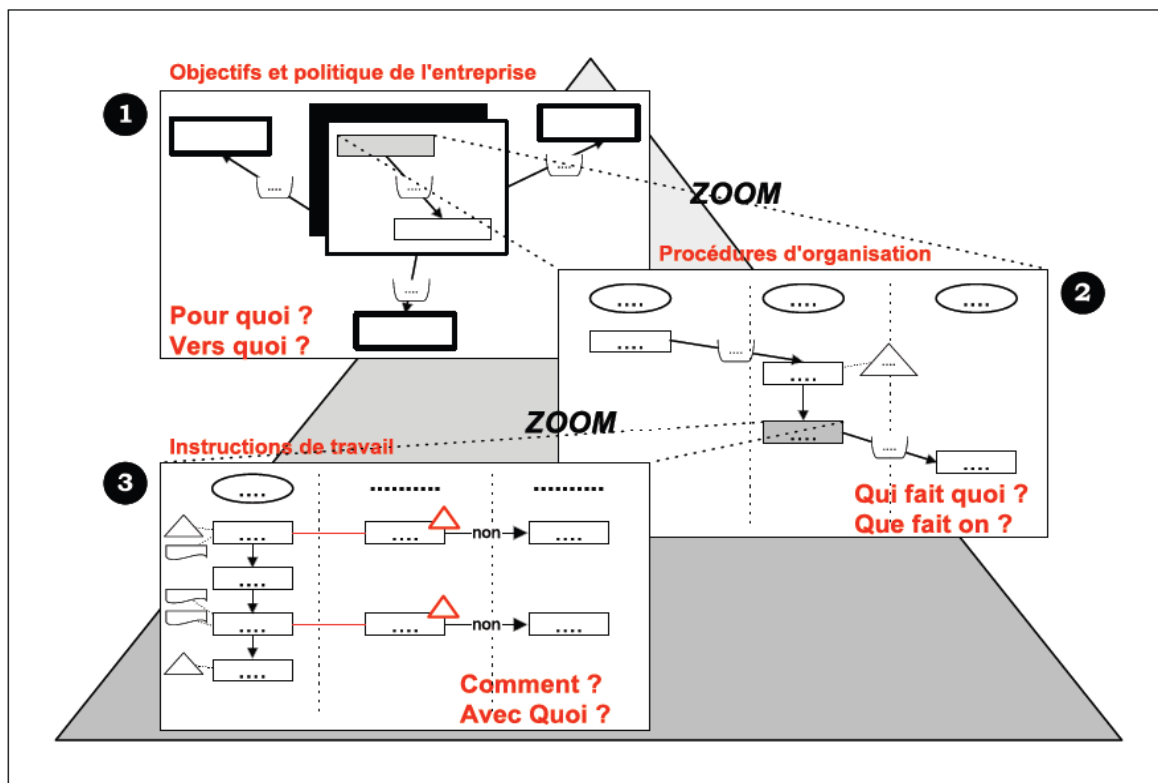 Objectifs et politique de l'entreprise
1
....
....
....
....
ZOOM
Pour quoi ?
Vers quoi ?
Procédures d'organisation
2
....
....
....
....
....
....
....
....
....
....
ZOOM
Qui fait quoi ?
Que fait on ?
Instructions de travail
3
....
..........
..........
....
....
non
....
....
....
....
non
....
....
Comment ?
Avec Quoi ?